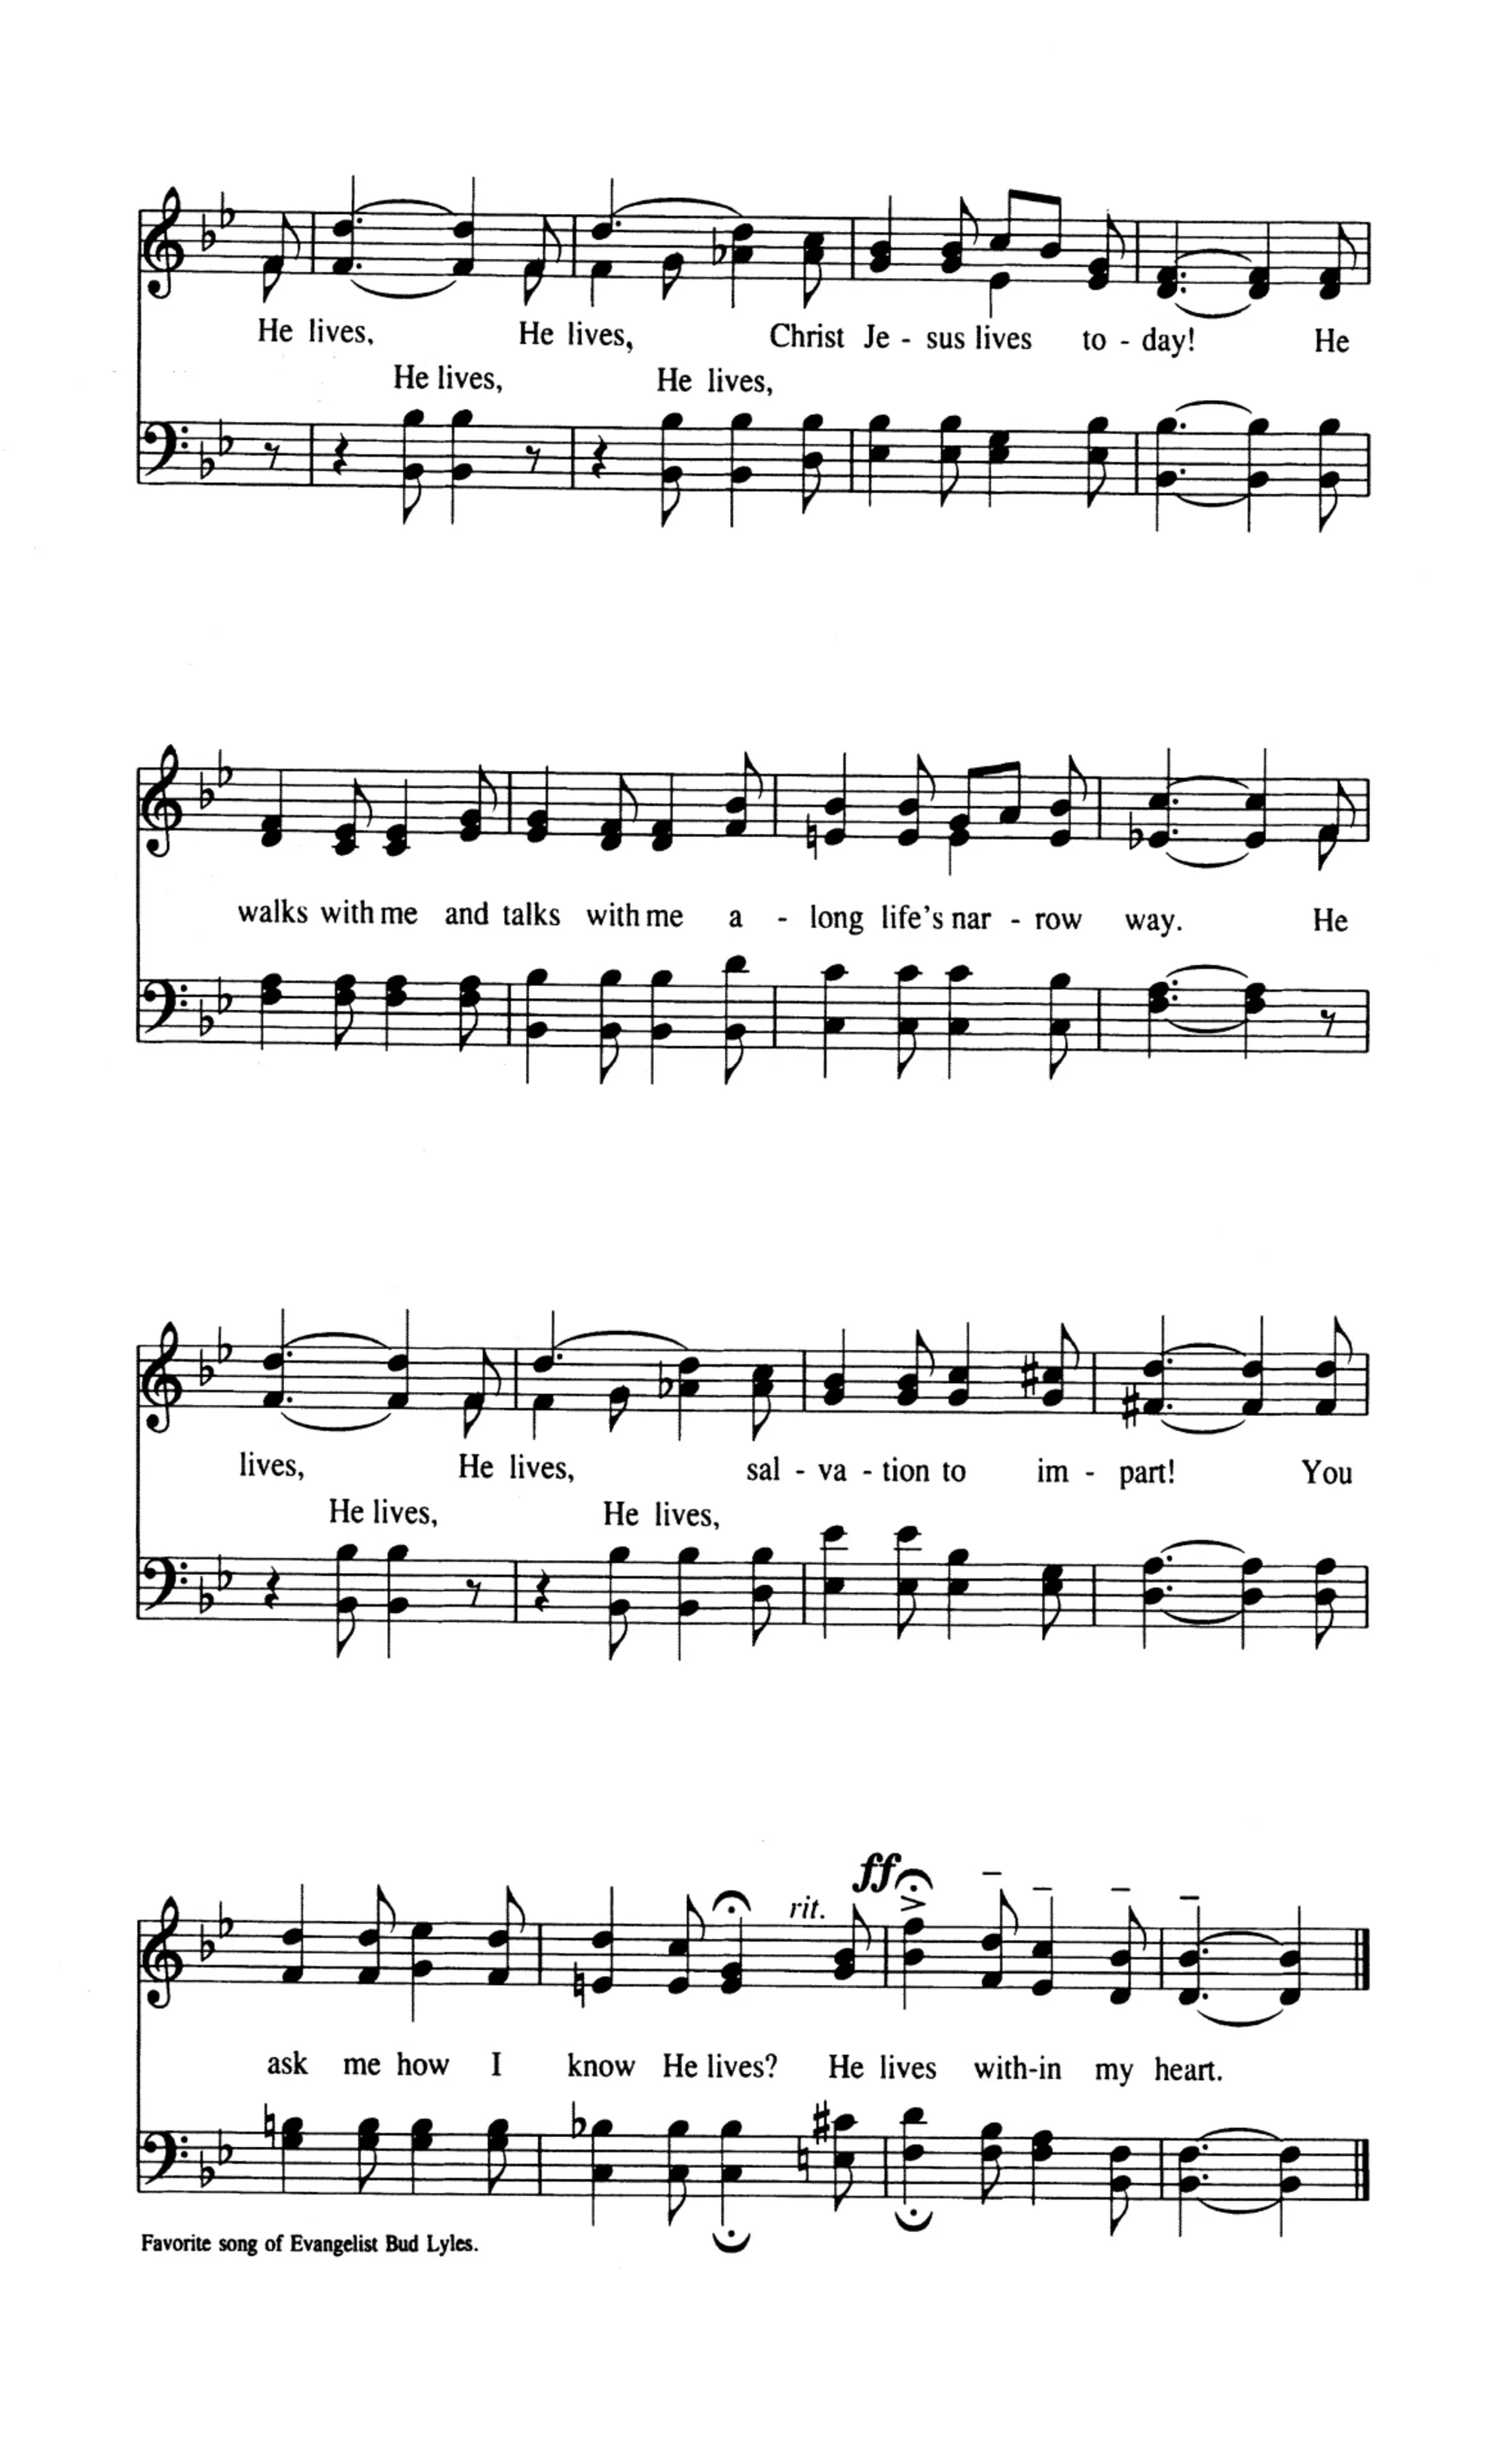 He lives, He lives, Christ Je - sus lives to - day! He
He lives, He lives,
walks with me and talks with me a - long life's nar - row way. He
lives, He lives, sal - va - tion to im - part! You
He lives, He lives,
ff
rit.
ask me how I know He lives? He lives with-in my heart.
Favorite song of Evangelist Bud Lyles.